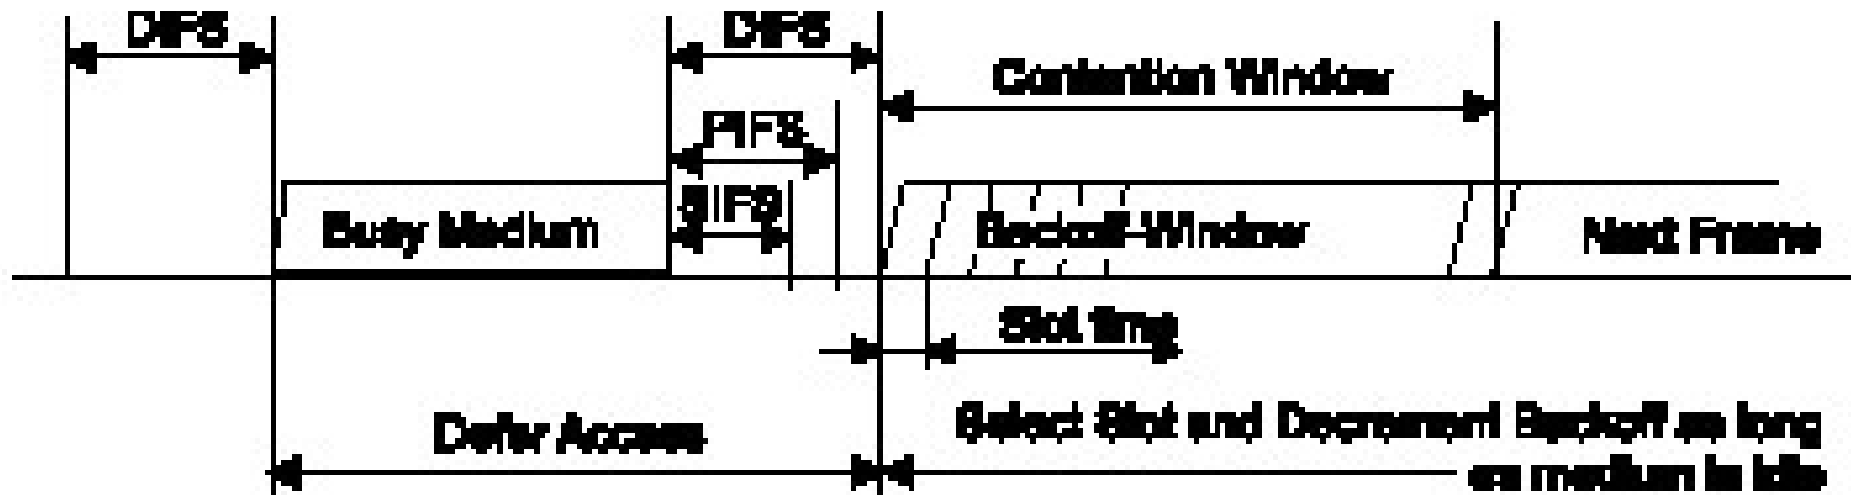 DIFS
DIFS
Contention Window
PIFS
SIFS
Busy Medium
Backoff-Window
Next Frame
Slot time
Defer Access
Select Slot and Decrement Backoff as long
as medium is idle